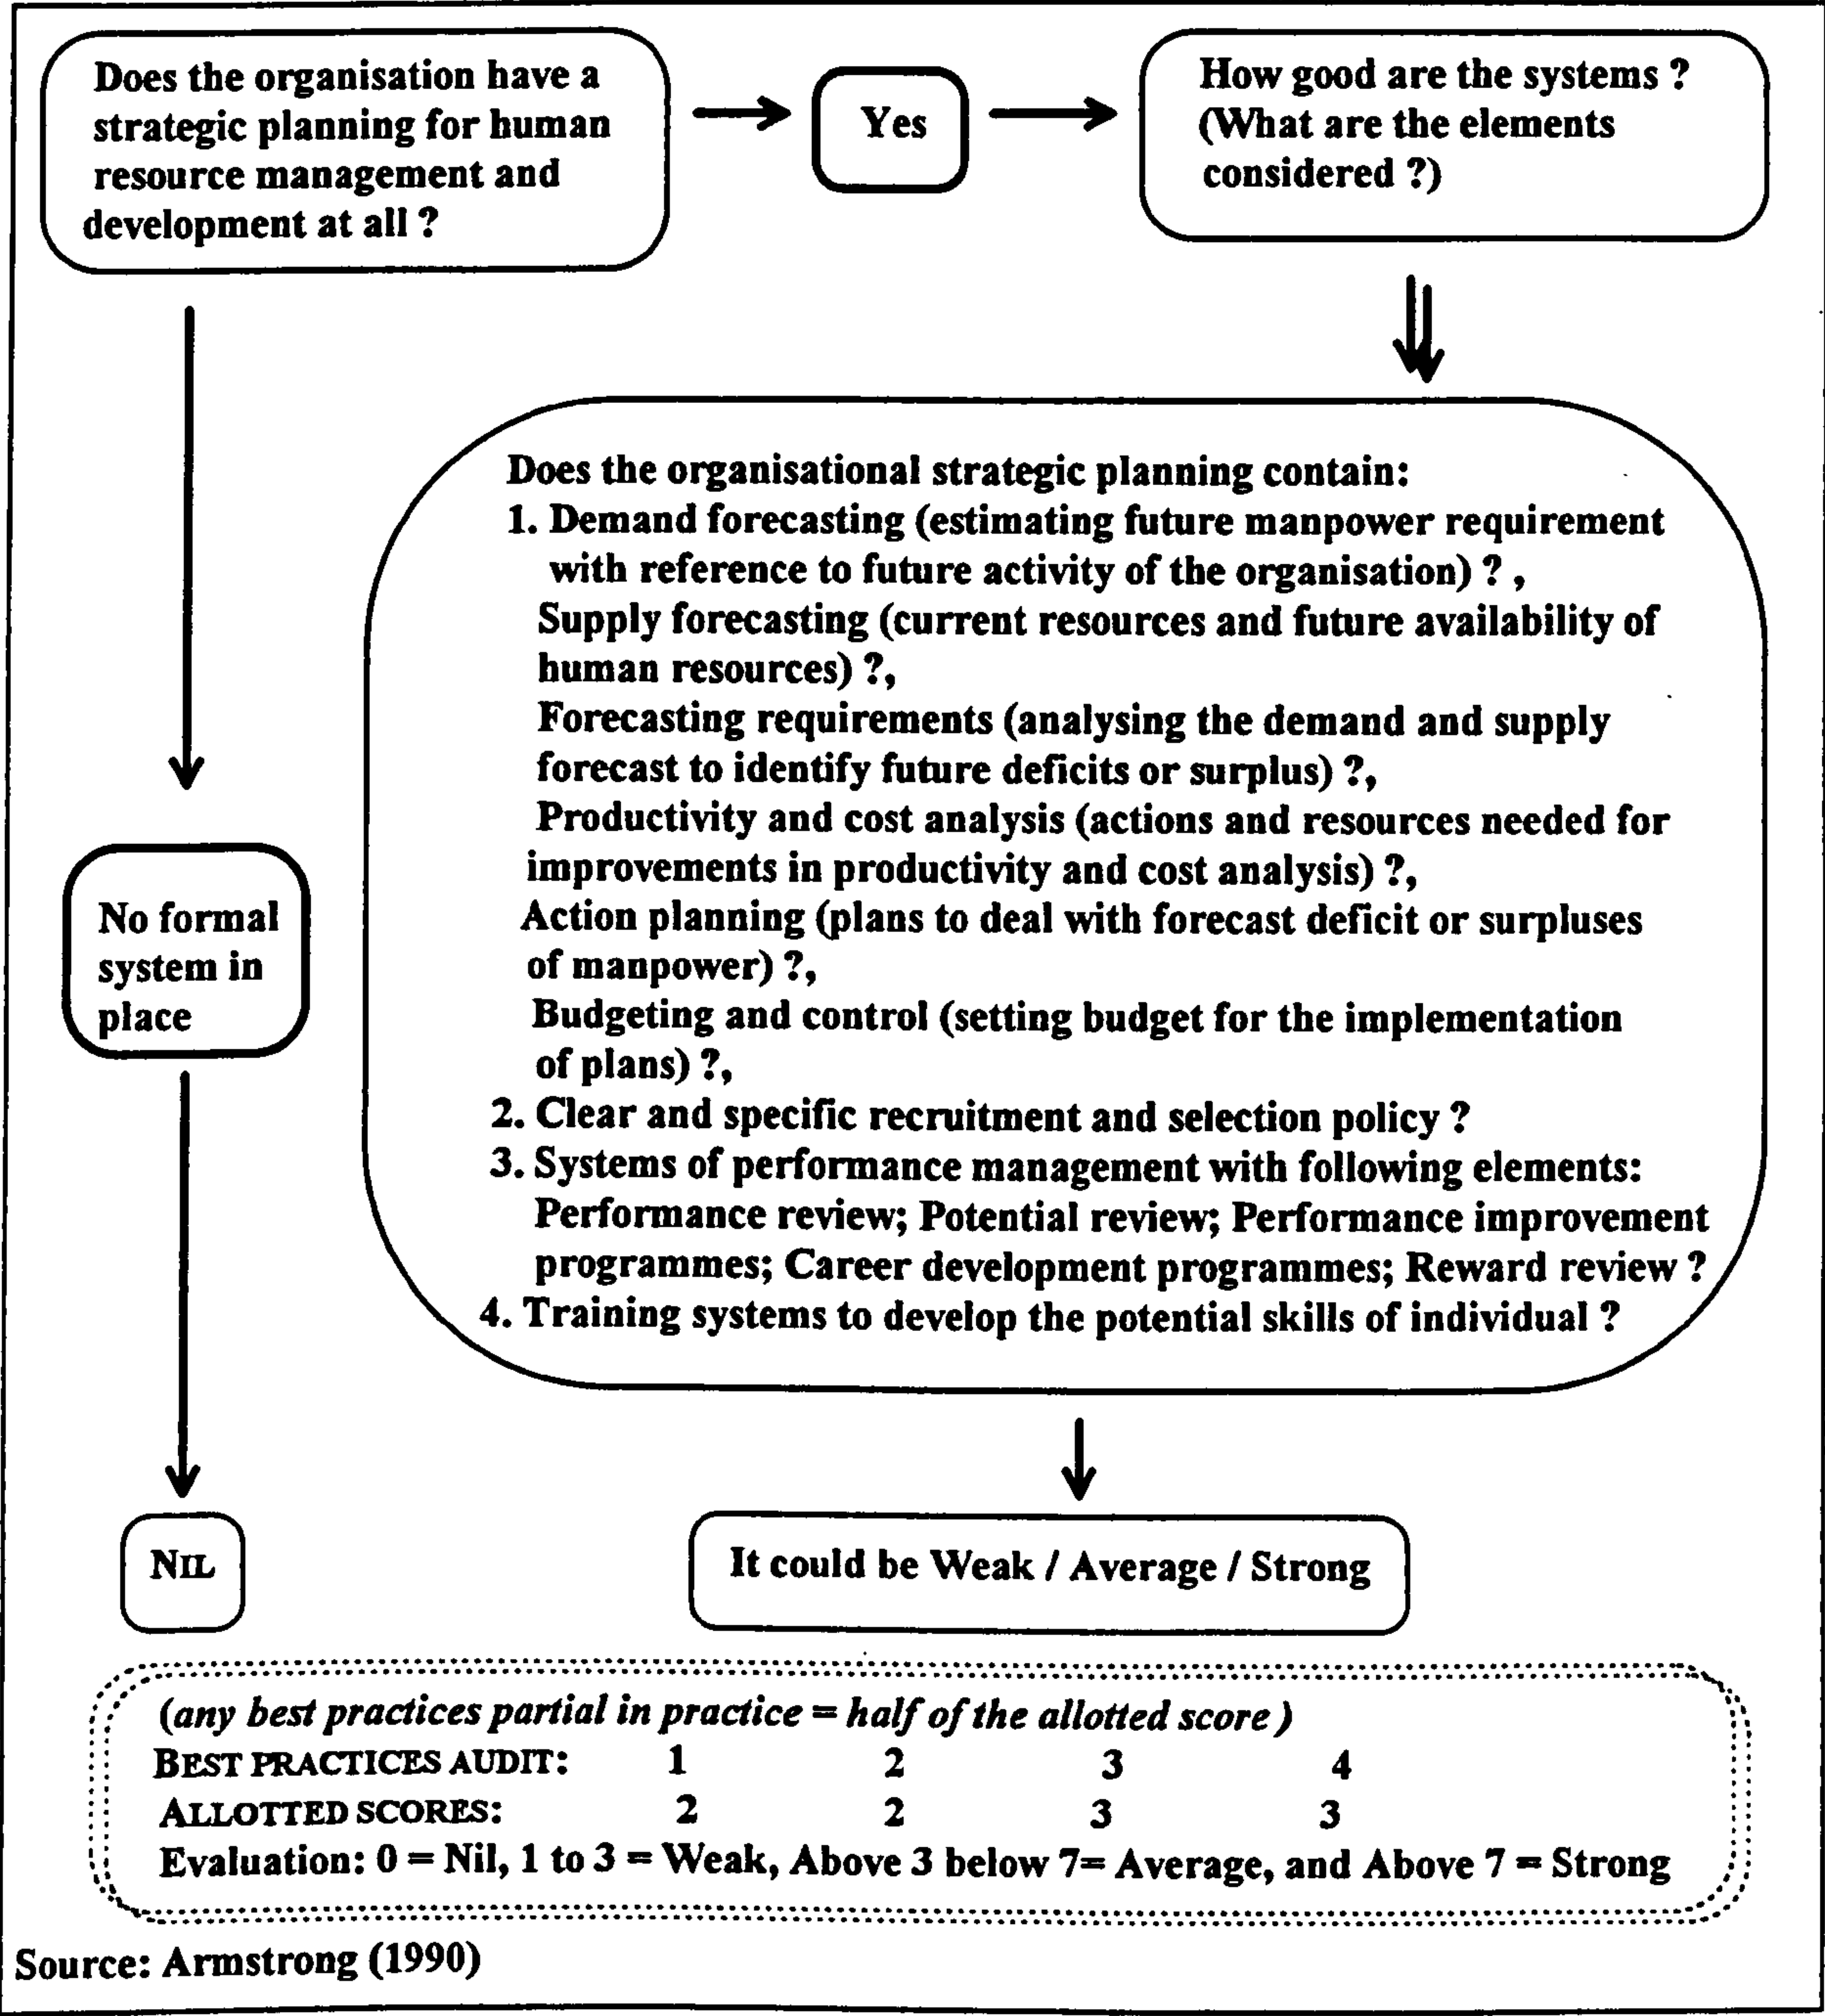 Does the organisation have a
strategic planning for human
resource management and
development at all ?
Yes
How good are the systems ?
(What are the elements
considered ?)
Does the organisational strategic planning contain:
1. Demand forecasting (estimating future manpower requirement
with reference to future activity of the organisation) ? ,
Supply forecasting (current resources and future availability of
human resources) ?,
Forecasting requirements (analysing the demand and supply
forecast to identify future deficits or surplus) ?,
Productivity and cost analysis (actions and resources needed for
improvements in productivity and cost analysis) ?,
Action planning (plans to deal with forecast deficit or surpluses
of manpower) ?,
Budgeting and control (setting budget for the implementation
of plans) ?,
2. Clear and specific recruitment and selection policy ?
3. Systems of performance management with following elements:
Performance review; Potential review; Performance improvement
programmes; Career development programmes; Reward review ?
4. Training systems to develop the potential skills of individual ?
No formal
system in
place
NIL
It could be Weak / Average / Strong
(any best practices partial in practice = half of the allotted score )
BEST PRACTICES AUDIT: 1 2 3 4
ALLOTTED SCORES: 2 2 3 3
Evaluation: 0 = Nil, 1 to 3 = Weak, Above 3 below 7= Average, and Above 7 = Strong
Source: Armstrong (1990)